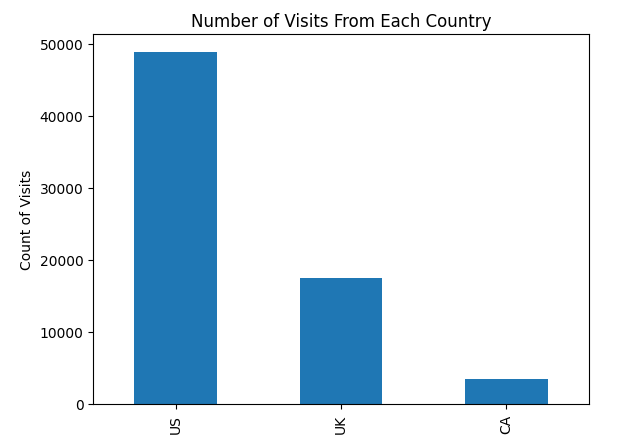 Number of Visits From Each Country
Count of Visits
50000
40000
30000
20000
10000
0
US
UK
CA